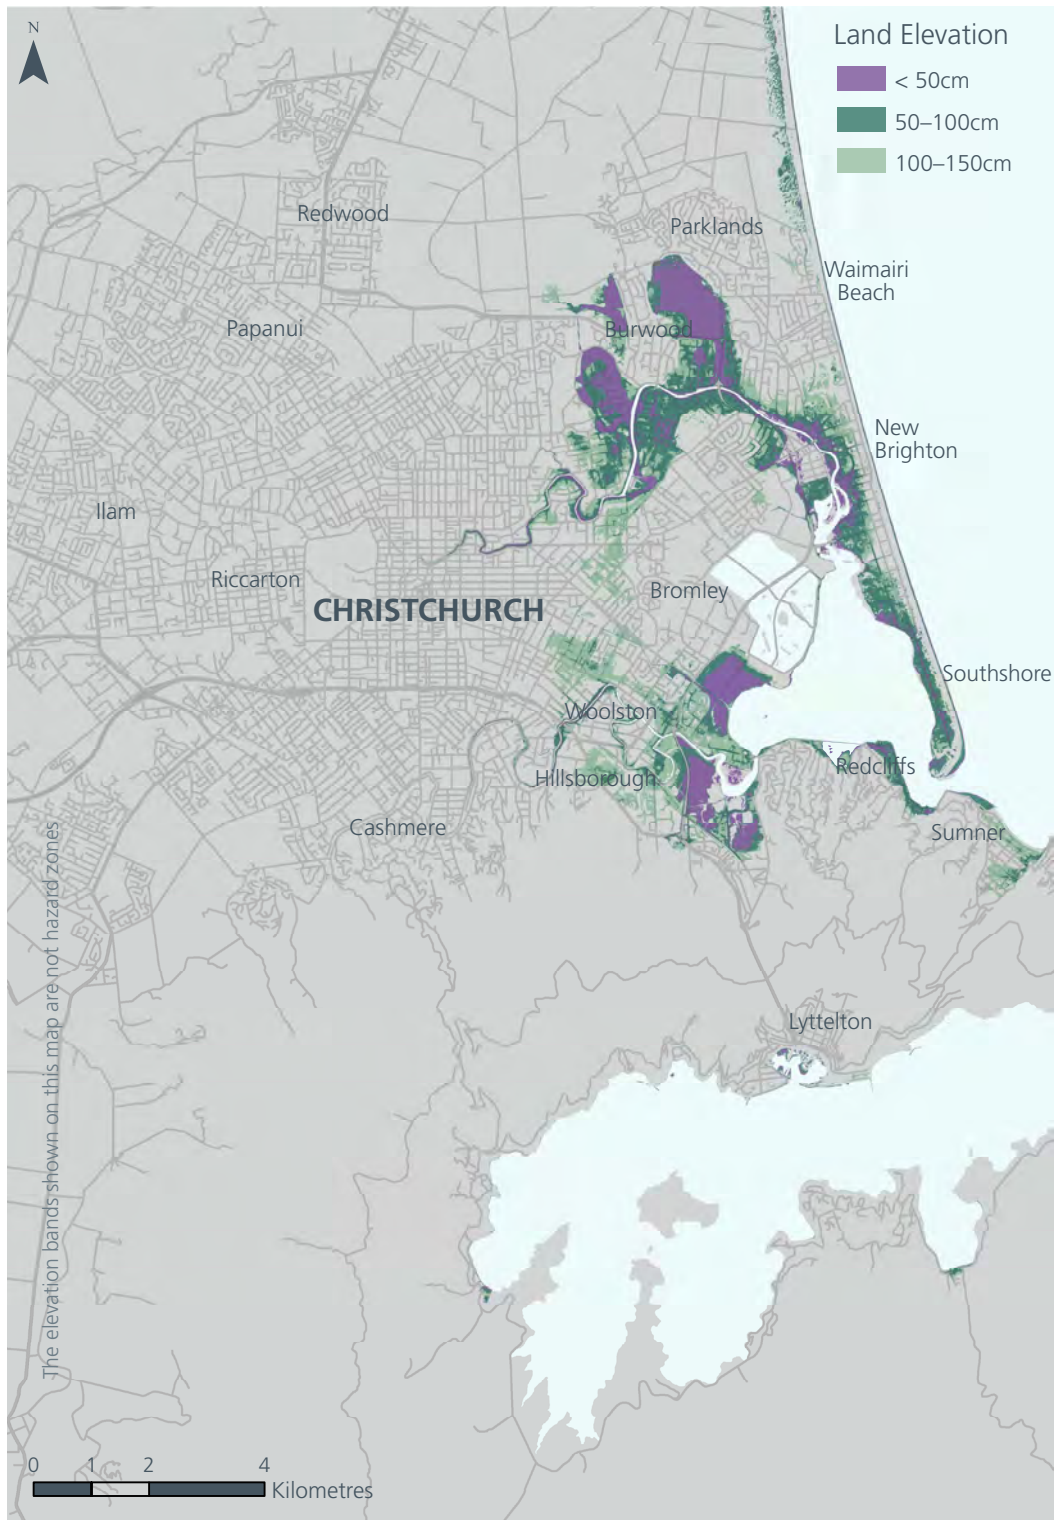 N
Land Elevation
< 50cm
50–100cm
100–150cm
Redwood
Parklands
Waimairi
Beach
Papanui
Burwood
New
Brighton
Ilam
Riccarton
Bromley
CHRISTCHURCH
Southshore
Woolston
Redcliffs
Hillsborough
Cashmere
Sumner
Lyttelton
The elevation bands shown on this map are not hazard zones
0 1 2 4
Kilometres